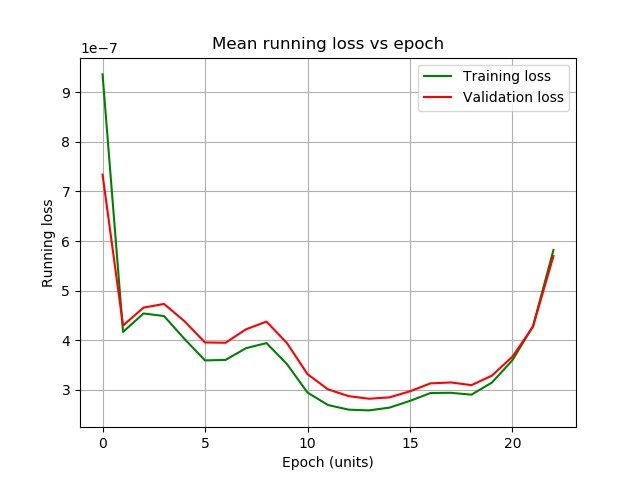 Mean running loss vs epoch
1e−7
Training loss
Validation loss
9
8
7
6
5
4
3
Running loss
0 5 10 15 20
Epoch (units)